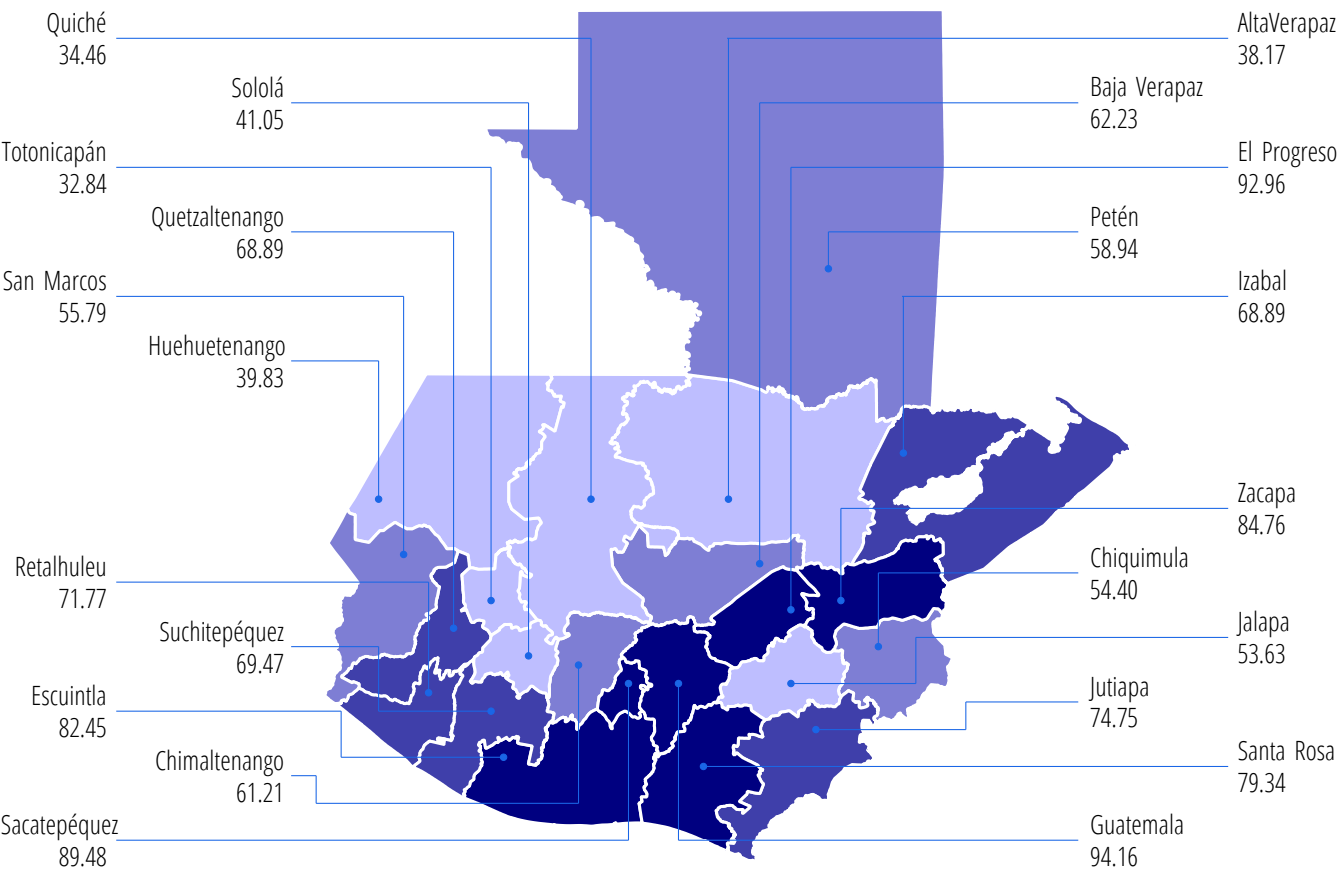 Quiché
34.46
Sololá
41.05
Totonicapán
32.84
Quetzaltenango
68.89
San Marcos
55.79
Huehuetenango
39.83
Retalhuleu
71.77
Suchitepéquez
69.47
Escuintla
82.45
Chimaltenango
61.21
Sacatepéquez
89.48
AltaVerapaz
38.17
Baja Verapaz
62.23
El Progreso
92.96
Petén
58.94
Izabal
68.89
Zacapa
84.76
Chiquimula
54.40
Jalapa
53.63
Jutiapa
74.75
Santa Rosa
79.34
Guatemala
94.16